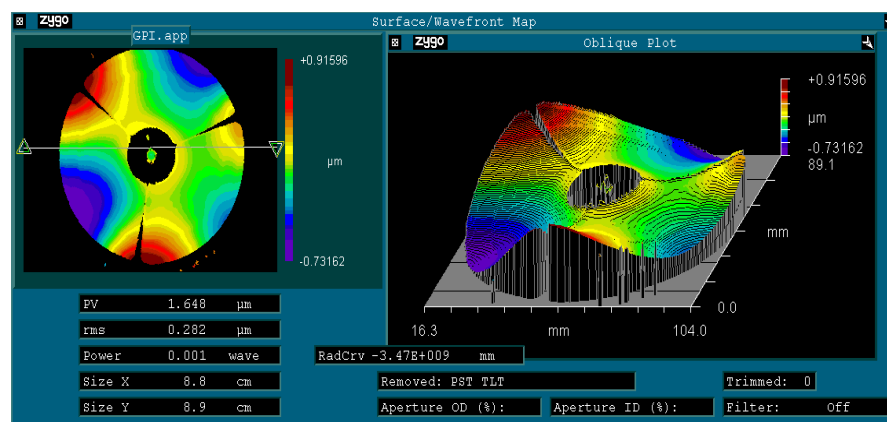 zygo Surface/Wavefront Map
GPI.app
+0.91596
µm
-0.73162
zygo Oblique Plot
+0.91596
µm
-0.73162
89.1
mm
0.0
16.3 mm 104.0
PV 1.648 µm
rms 0.282 µm
Power 0.001 wave
Size X 8.8 cm
Size Y 8.9 cm
RadCrv -3.47E+009 mm
Removed: PST TLT
Trimmed: 0
Aperture OD (%):
Aperture ID (%):
Filter: Off